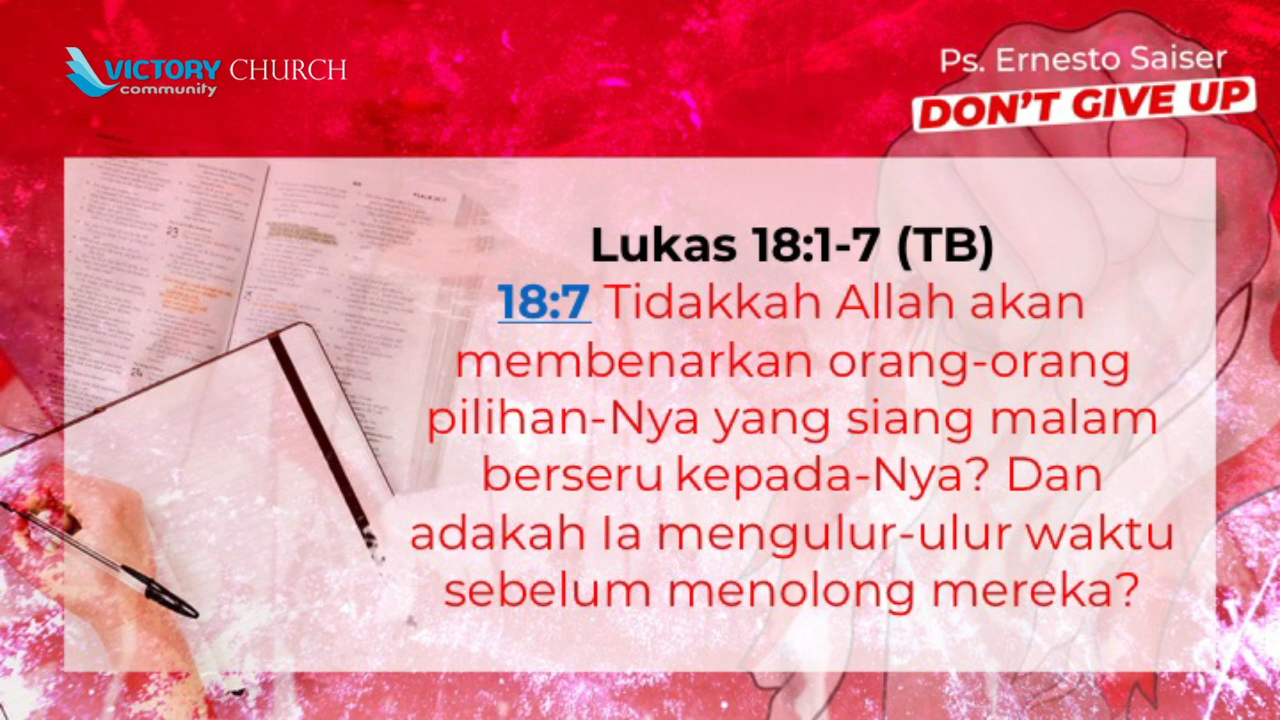 VICTORY CHURCH
community
Ps. Ernesto Saiser
DON'T GIVE UP
Lukas 18:1-7 (TB)
18:7 Tidakkah Allah akan
membenarkan orang-orang
pilihan-Nya yang siang malam
berseru kepada-Nya? Dan
adakah Ia mengulur-ulur waktu
sebelum menolong mereka?
23